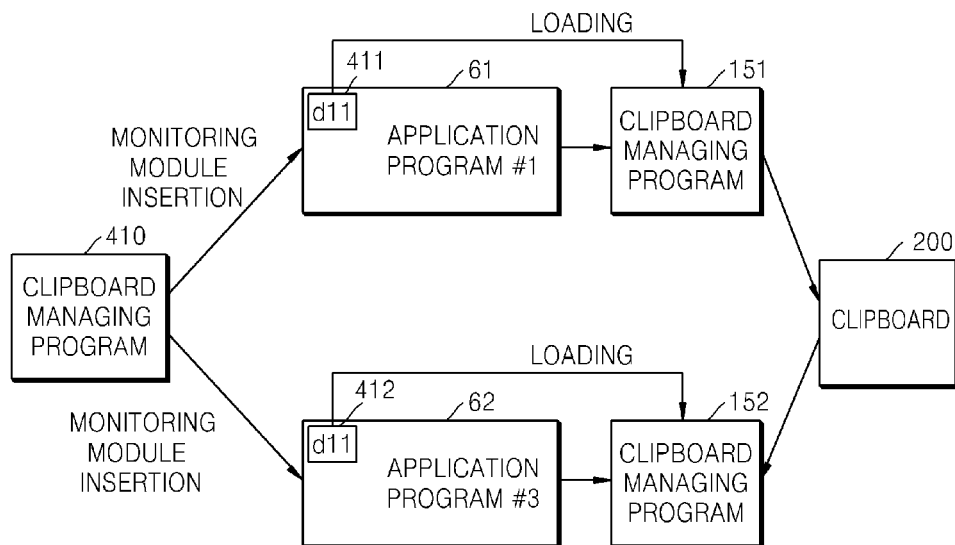 LOADING
411
61
151
d11
APPLICATION
PROGRAM #1
CLIPBOARD
MANAGING
PROGRAM
MONITORING
MODULE
INSERTION
410
CLIPBOARD
MANAGING
PROGRAM
200
CLIPBOARD
MONITORING
MODULE
INSERTION
LOADING
412
62
152
d11
APPLICATION
PROGRAM #3
CLIPBOARD
MANAGING
PROGRAM